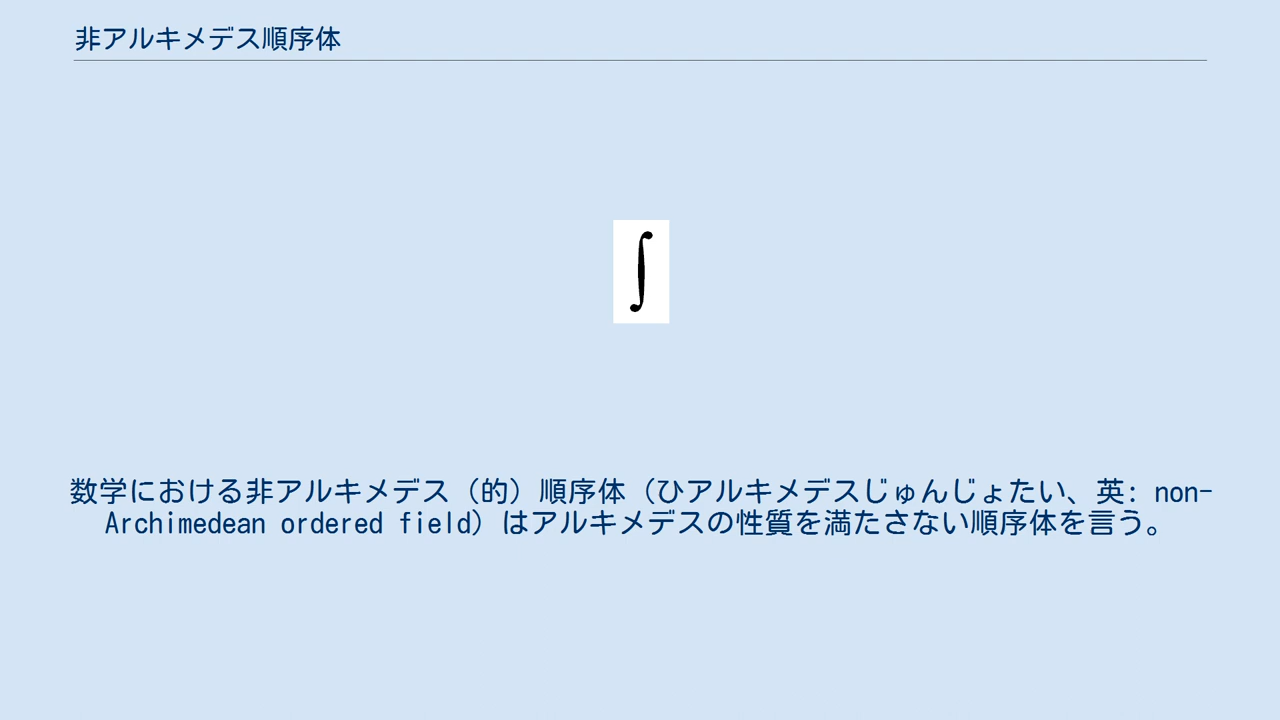 非アルキメデス順序体
∫
数学における非アルキメデス（的）順序体（ひアルキメデスじゅんじょたい、英: non-
Archimedean ordered field）はアルキメデスの性質を満たさない順序体を言う。